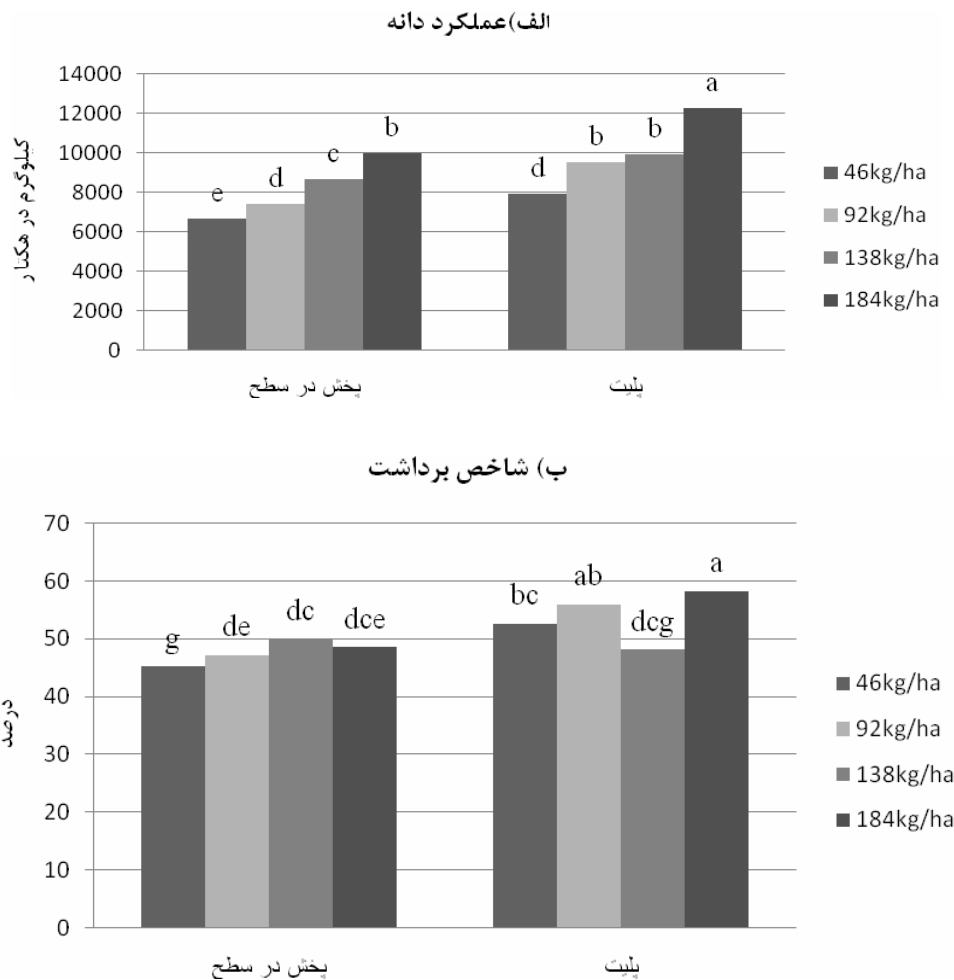 الف)عملکرد دانه
14000
12000
10000
8000
6000
4000
2000
0
کیلوگرم در هکتار
e
d
c
b
d
b
b
a
46kg/ha
92kg/ha
138kg/ha
184kg/ha
پخش در سطح
پلیت
ب) شاخص برداشت
70
60
50
40
30
20
10
0
درصد
g
de
dc
dce
bc
ab
dcg
a
46kg/ha
92kg/ha
138kg/ha
184kg/ha
پخش در سطح
پلیت